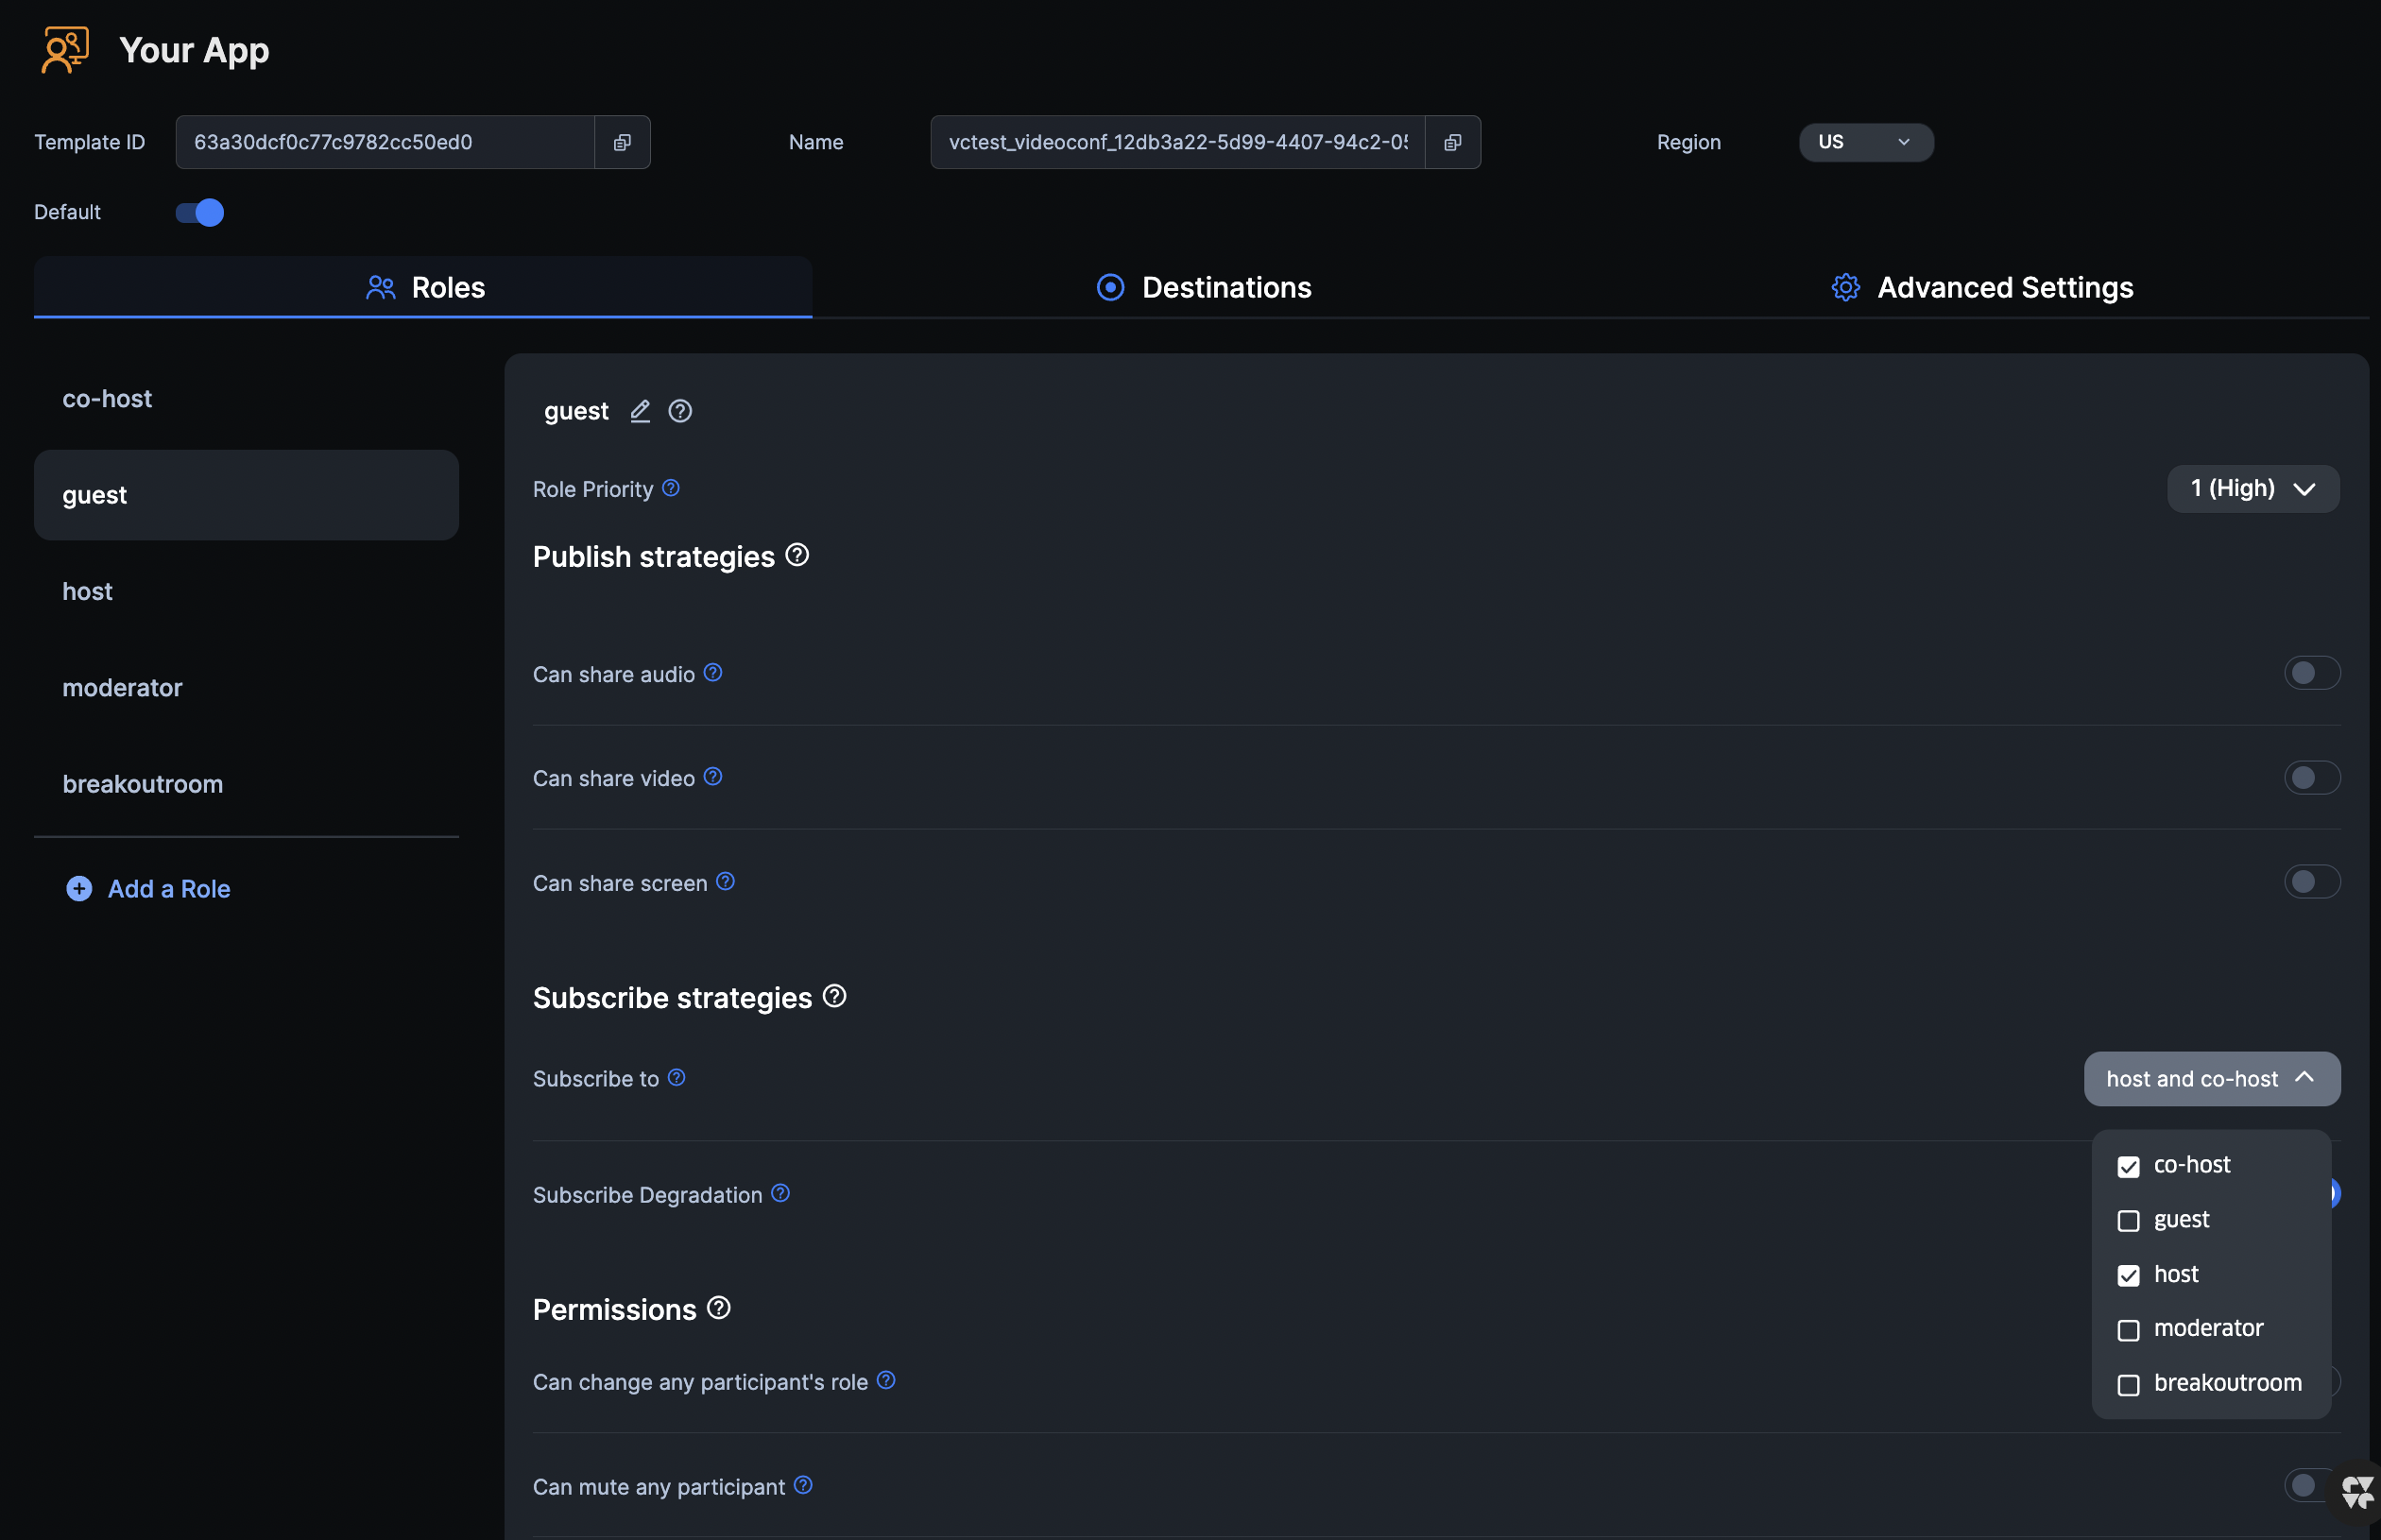 Your App
Template ID 63a30dcf0c77c9782cc50ed0 Name vctest_videoconf_12db3a22-5d99-4407-94c2-05 Region US
Default
Roles Destinations Advanced Settings
co-host
guest
host
moderator
breakoutroom
Add a Role
guest
Role Priority 1 (High)
Publish strategies
Can share audio
Can share video
Can share screen
Subscribe strategies
Subscribe to host and co-host
co-host
guest
host
moderator
breakoutroom
Subscribe Degradation
Permissions
Can change any participant's role
Can mute any participant